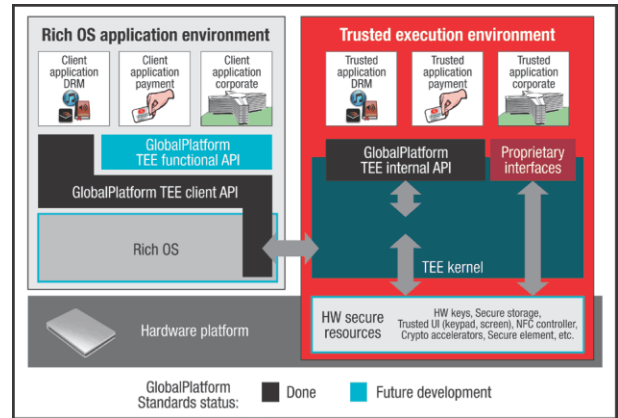 Rich OS application environment
Client
application
DRM
Client
application
payment
Client
application
corporate
GlobalPlatform
TEE functional API
GlobalPlatform TEE client API
Rich OS
Trusted execution environment
Trusted
application
DRM
Trusted
application
payment
Trusted
application
corporate
GlobalPlatform
TEE internal API
Proprietary
interfaces
TEE kernel
Hardware platform
HW secure
resources
HW keys, Secure storage,
Trusted UI (keypad, screen), NFC controller,
Crypto accelerators, Secure element, etc.
GlobalPlatform
Standards status:
Done
Future development